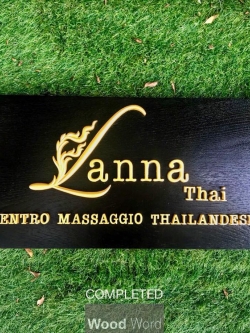 Lanna
Thai
ENTRO MASSAGGIO THAILANDES
COMPLETED
Wood Word